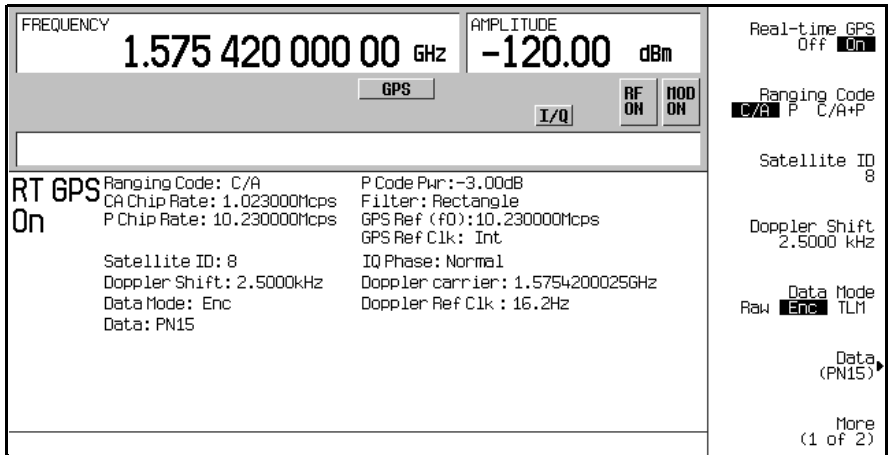 FREQUENCY
1.575 420 000 00 GHz
AMPLITUDE
-120.00 dBm
GPS
I/Q
RF ON
MOD ON
RT GPS On
Ranging Code: C/A
CA Chip Rate: 1.023000Mcps
P Chip Rate: 10.230000Mcps
Satellite ID: 8
Doppler Shift: 2.5000kHz
Data Mode: Enc
Data: PN15
P Code Pwr:-3.00dB
Filter: Rectangle
GPS Ref (f0):10.230000Mcps
GPS Ref Clk: Int
IQ Phase: Normal
Doppler carrier: 1.5754200025GHz
Doppler Ref Clk : 16.2Hz
Real-time GPS
Off On
Ranging Code
C/A P C/A+P
Satellite ID
8
Doppler Shift
2.5000 kHz
Data Mode
Raw Enc TLM
Data
(PN15)
More
(1 of 2)